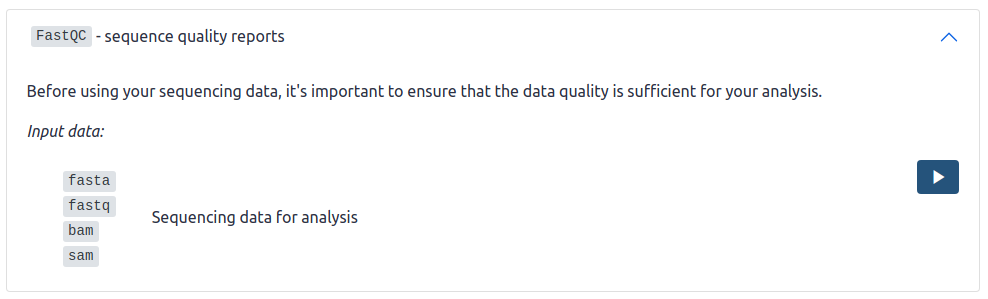 FastQC - sequence quality reports
Before using your sequencing data, it's important to ensure that the data quality is sufficient for your analysis.
Input data:
fasta
fastq
bam
sam
Sequencing data for analysis